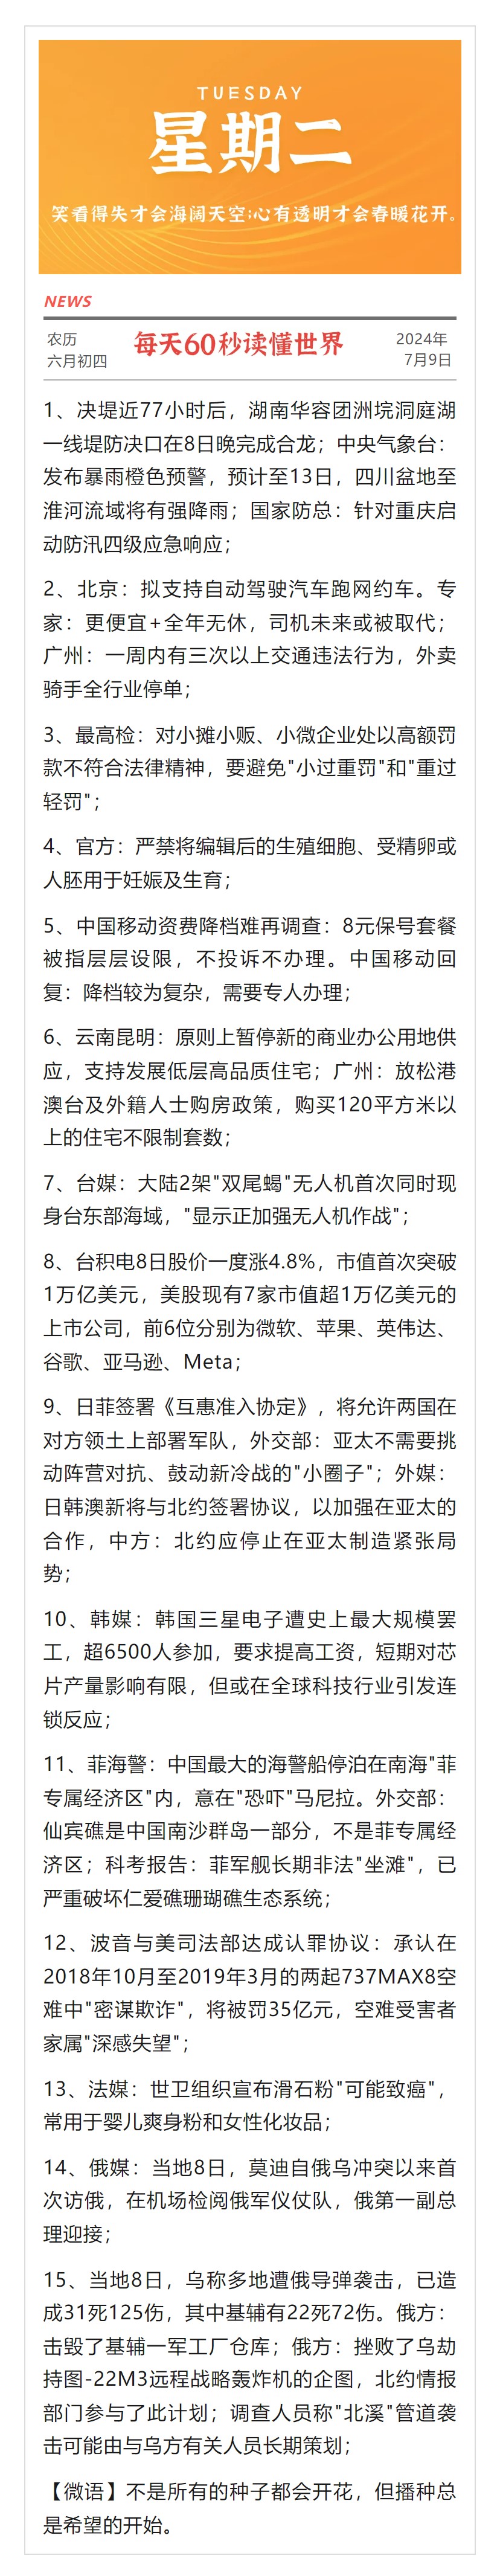 TUESDAY
星期二
笑看得失才会海阔天空;心有透明才会春暖花开。
NEWS
农历
六月初四
每天60秒读懂世界
2024年
7月9日
1、决堤近77小时后，湖南华容团洲垸洞庭湖
一线堤防决口在8日晚完成合龙；中央气象台：
发布暴雨橙色预警，预计至13日，四川盆地至
淮河流域将有强降雨；国家防总：针对重庆启
动防汛四级应急响应；
2、北京：拟支持自动驾驶汽车跑网约车。专
家：更便宜+全年无休，司机未来或被取代；
广州：一周内有三次以上交通违法行为，外卖
骑手全行业停单；
3、最高检：对小摊小贩、小微企业处以高额罚
款不符合法律精神，要避免"小过重罚"和"重过
轻罚"；
4、官方：严禁将编辑后的生殖细胞、受精卵或
人胚用于妊娠及生育；
5、中国移动资费降档难再调查：8元保号套餐
被指层层设限，不投诉不办理。中国移动回
复：降档较为复杂，需要专人办理；
6、云南昆明：原则上暂停新的商业办公用地供
应，支持发展低层高品质住宅；广州：放松港
澳台及外籍人士购房政策，购买120平方米以
上的住宅不限制套数；
7、台媒：大陆2架"双尾蝎"无人机首次同时现
身台东部海域，"显示正加强无人机作战"；
8、台积电8日股价一度涨4.8%，市值首次突破
1万亿美元，美股现有7家市值超1万亿美元的
上市公司，前6位分别为微软、苹果、英伟达、
谷歌、亚马逊、Meta；
9、日菲签署《互惠准入协定》，将允许两国在
对方领土上部署军队，外交部：亚太不需要挑
动阵营对抗、鼓动新冷战的"小圈子"；外媒：
日韩澳新将与北约签署协议，以加强在亚太的
合作，中方：北约应停止在亚太制造紧张局
势；
10、韩媒：韩国三星电子遭史上最大规模罢
工，超6500人参加，要求提高工资，短期对芯
片产量影响有限，但或在全球科技行业引发连
锁反应；
11、菲海警：中国最大的海警船停泊在南海"菲
专属经济区"内，意在"恐吓"马尼拉。外交部：
仙宾礁是中国南沙群岛一部分，不是菲专属经
济区；科考报告：菲军舰长期非法"坐滩"，已
严重破坏仁爱礁珊瑚礁生态系统；
12、波音与美司法部达成认罪协议：承认在
2018年10月至2019年3月的两起737MAX8空
难中"密谋欺诈"，将被罚35亿元，空难受害者
家属"深感失望"；
13、法媒：世卫组织宣布滑石粉"可能致癌"，
常用于婴儿爽身粉和女性化妆品；
14、俄媒：当地8日，莫迪自俄乌冲突以来首
次访俄，在机场检阅俄军仪仗队，俄第一副总
理迎接；
15、当地8日，乌称多地遭俄导弹袭击，已造
成31死125伤，其中基辅有22死72伤。俄方：
击毁了基辅一军工厂仓库；俄方：挫败了乌劫
持图-22M3远程战略轰炸机的企图，北约情报
部门参与了此计划；调查人员称"北溪"管道袭
击可能由与乌方有关人员长期策划；
【微语】不是所有的种子都会开花，但播种总
是希望的开始。